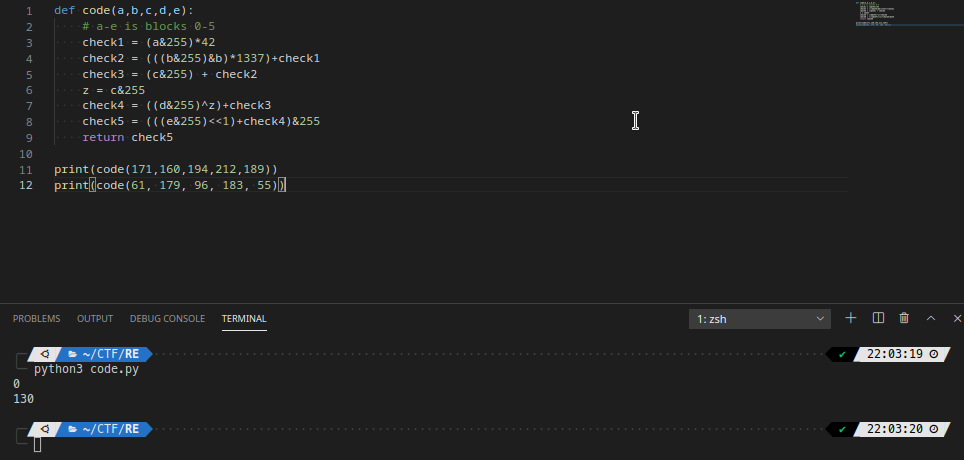 1 def code(a,b,c,d,e):
2 # a-e is blocks 0-5
3 check1 = (a&255)*42
4 check2 = (((b&255)&b)*1337)+check1
5 check3 = (c&255) + check2
6 z = c&255
7 check4 = ((d&255)^z)+check3
8 check5 = (((e&255)<<1)+check4)&255
9 return check5
10
11 print(code(171,160,194,212,189))
12 print(code(61, 179, 96, 183, 55))
PROBLEMS OUTPUT DEBUG CONSOLE TERMINAL 1: zsh
~/CTF/RE 22:03:19
python3 code.py
0
130
~/CTF/RE 22:03:20